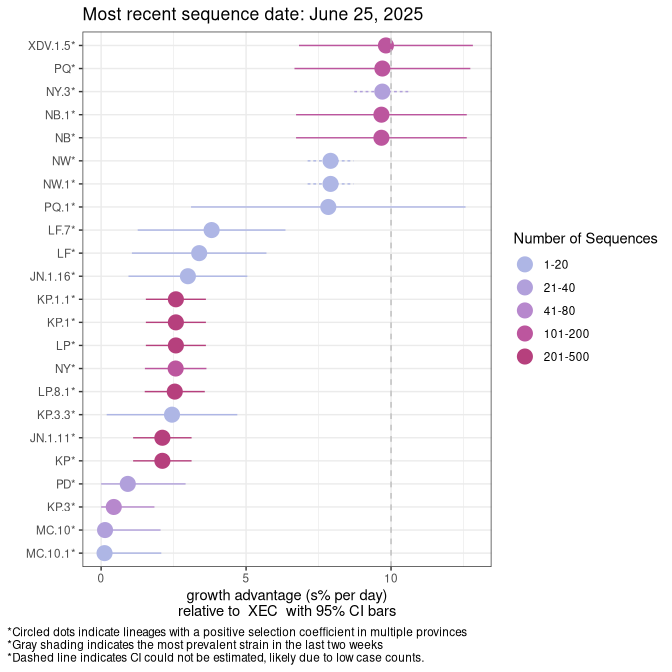 Most recent sequence date: June 25, 2025
XDV.1.5*
PQ*
NY.3*
NB.1*
NB*
NW*
NW.1*
PQ.1*
LF.7*
LF*
JN.1.16*
KP.1.1*
KP.1*
LP*
NY*
LP.8.1*
KP.3.3*
JN.1.11*
KP*
PD*
KP.3*
MC.10*
MC.10.1*
0 5 10
growth advantage (s% per day)
relative to XEC with 95% CI bars
Number of Sequences
1-20
21-40
41-80
101-200
201-500
*Circled dots indicate lineages with a positive selection coefficient in multiple provinces
*Gray shading indicates the most prevalent strain in the last two weeks
*Dashed line indicates CI could not be estimated, likely due to low case counts.